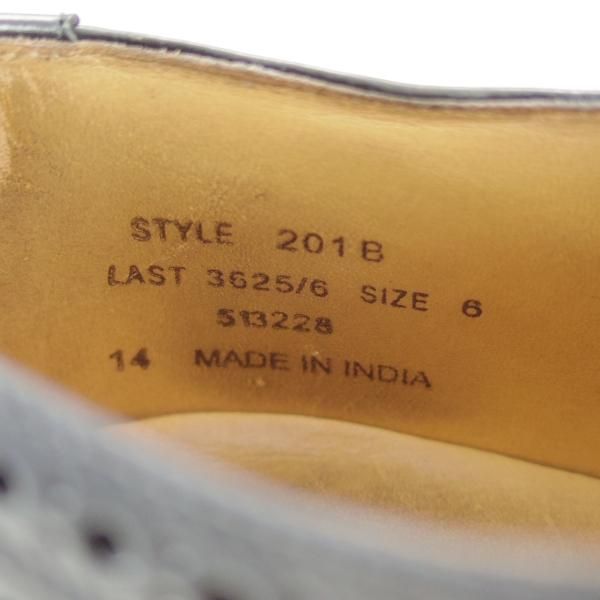 STYLE 201B
LAST 3625/6 SIZE 6
513228
14 MADE IN INDIA